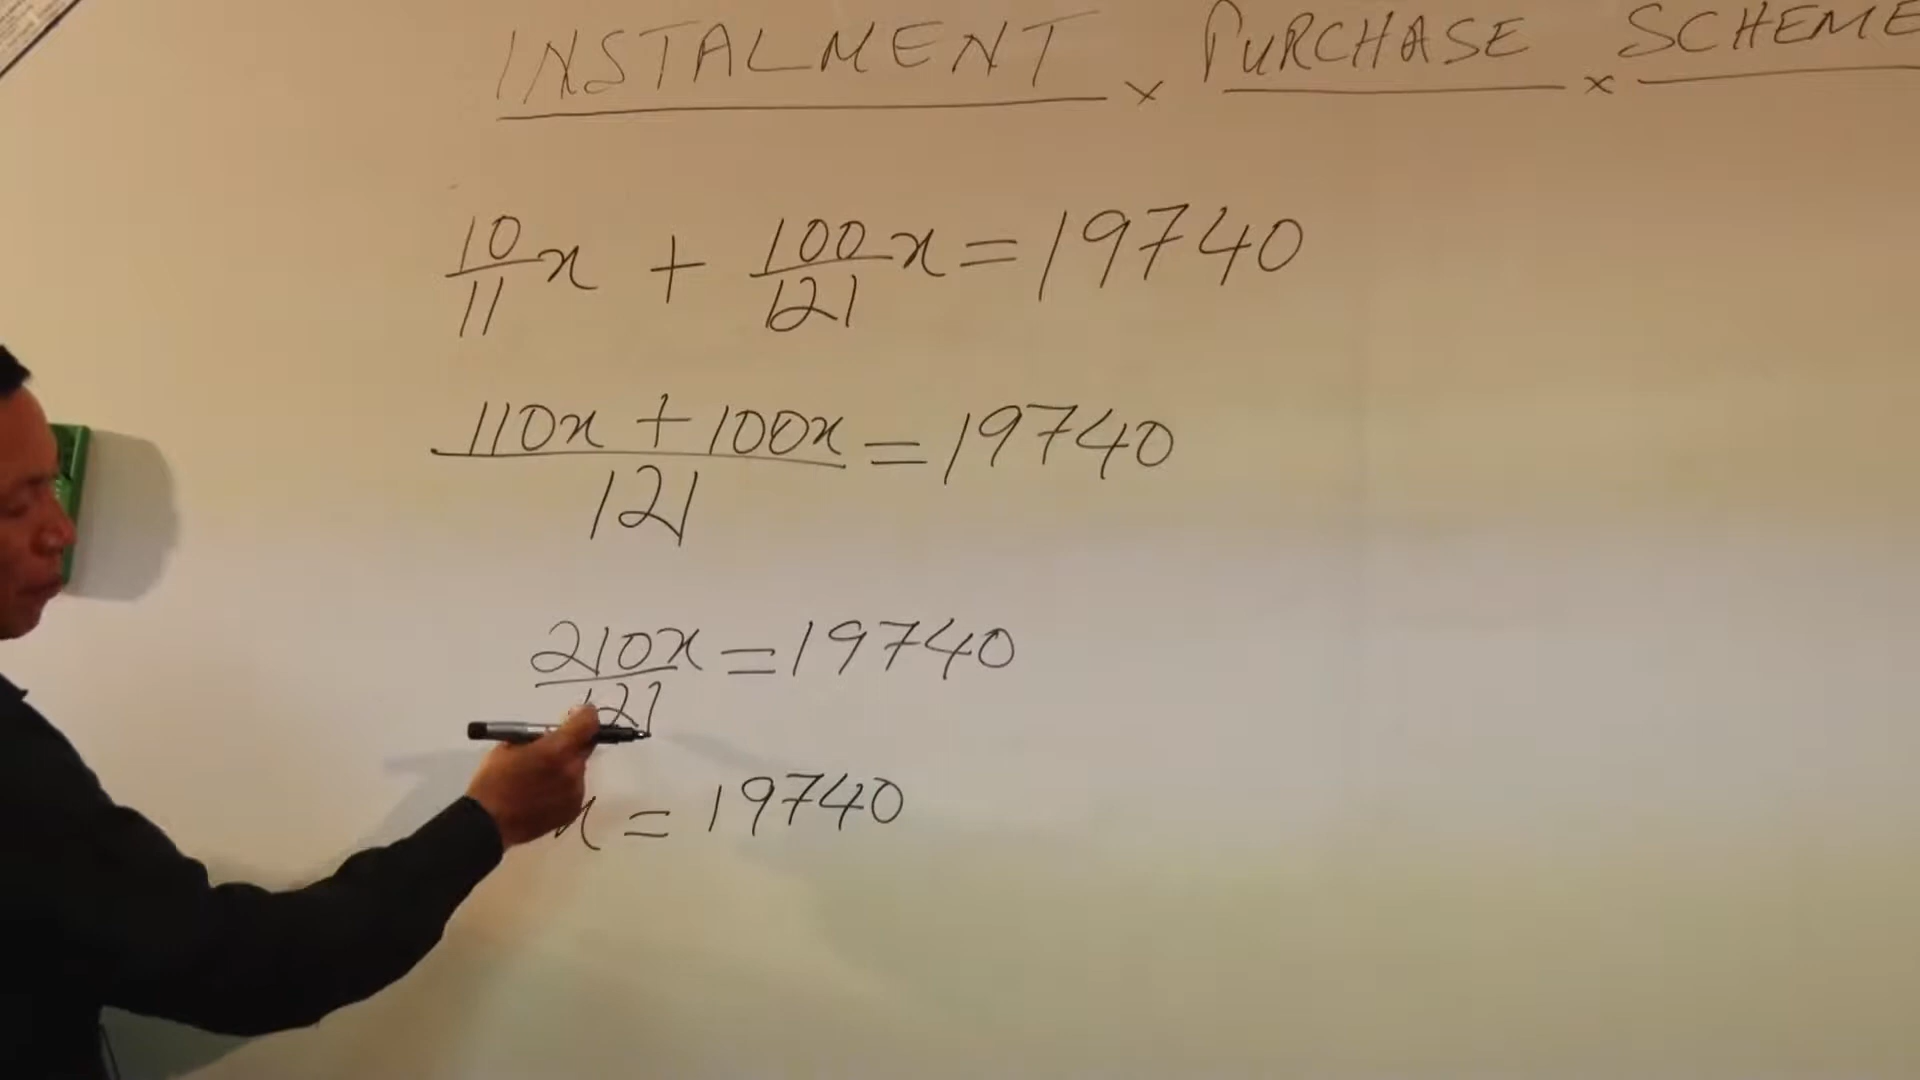 INSTALMENT × PURCHASE × SCHEME
10/11 x + 100/121 x = 19740
110x + 100x / 121 = 19740
210x / 121 = 19740
x = 19740